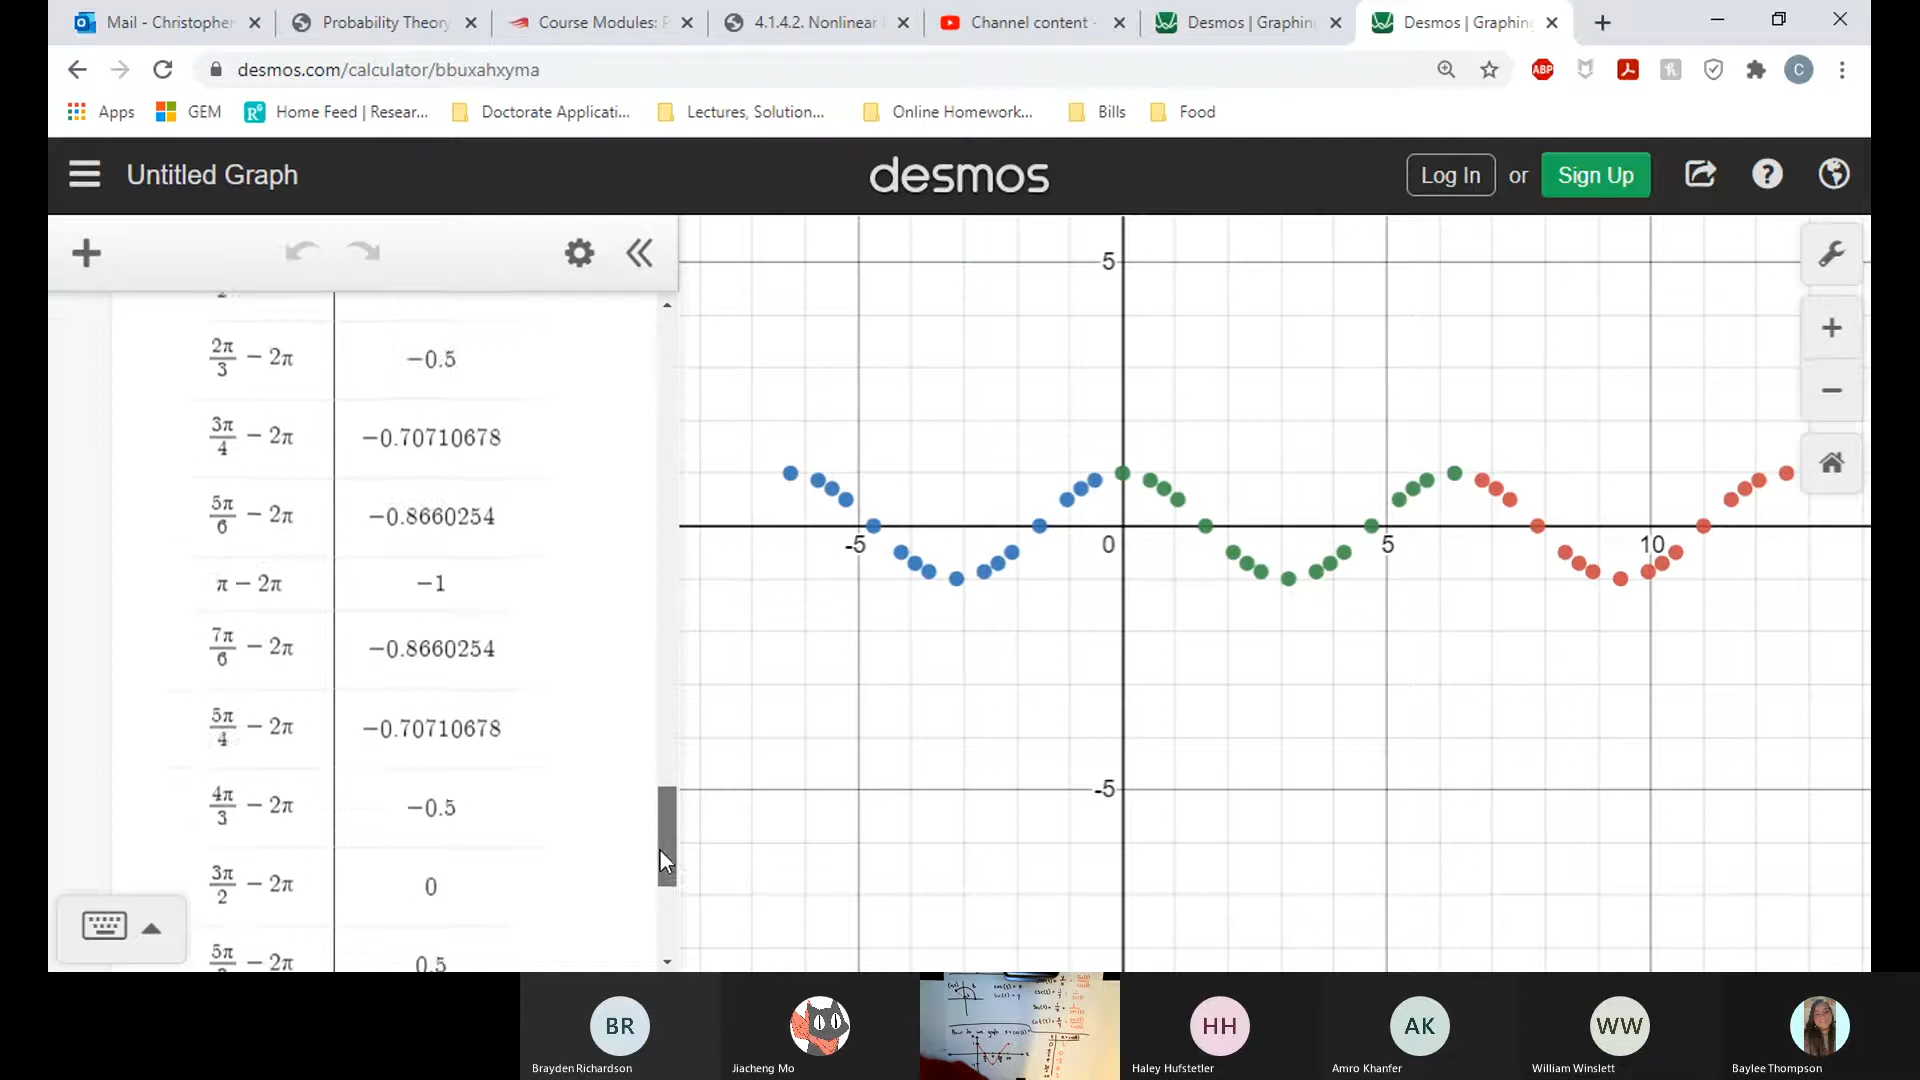 Mail - Christopher
Probability Theory
Course Modules: F
4.1.4.2. Nonlinear
Channel content -
Desmos | Graphing
Desmos | Graphing
desmos.com/calculator/bbuxahxyma
ABP
C
Apps
GEM
Home Feed | Resear...
Doctorate Applicati...
Lectures, Solution...
Online Homework...
Bills
Food
Untitled Graph
desmos
Log In
or
Sign Up
2π/3 − 2π −0.5
3π/4 − 2π −0.70710678
5π/6 − 2π −0.8660254
π − 2π −1
7π/6 − 2π −0.8660254
5π/4 − 2π −0.70710678
4π/3 − 2π −0.5
3π/2 − 2π 0
5π/3 − 2π 0.5
5
-5
0
5
10
-5
BR
HH
AK
WW
Brayden Richardson
Jiacheng Mo
Haley Hufstetler
Amro Khanfer
William Winslett
Baylee Thompson